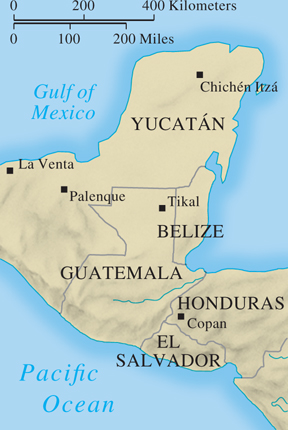 0 200 400 Kilometers
0 100 200 Miles
Gulf of
Mexico
Chichén Itzá
YUCATÁN
La Venta
Palenque
Tikal
BELIZE
GUATEMALA
HONDURAS
Copan
EL
SALVADOR
Pacific
Ocean